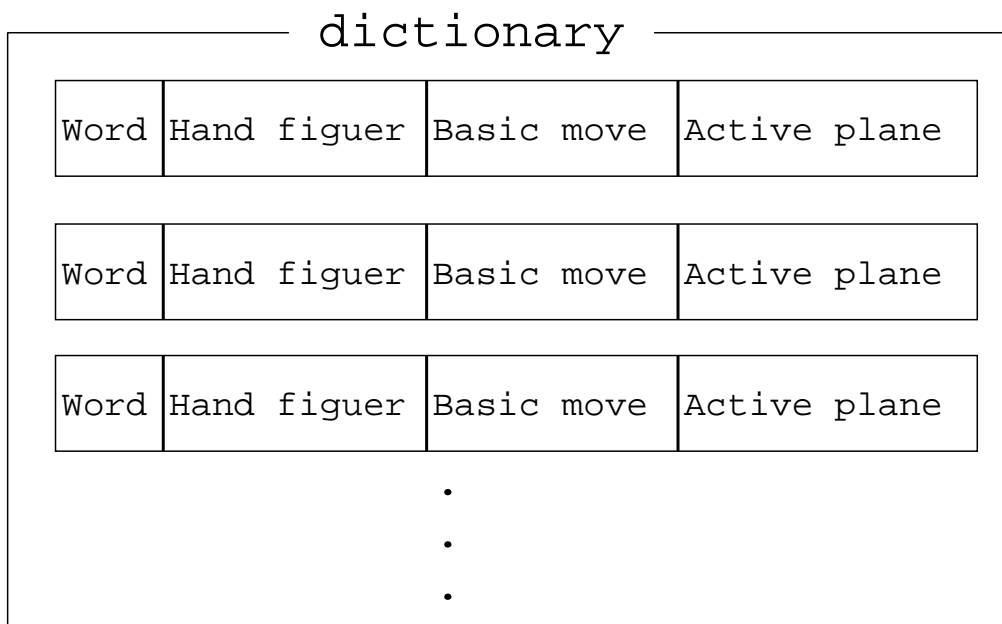 dictionary
Word Hand figuer Basic move Active plane
Word Hand figuer Basic move Active plane
Word Hand figuer Basic move Active plane
.
.
.